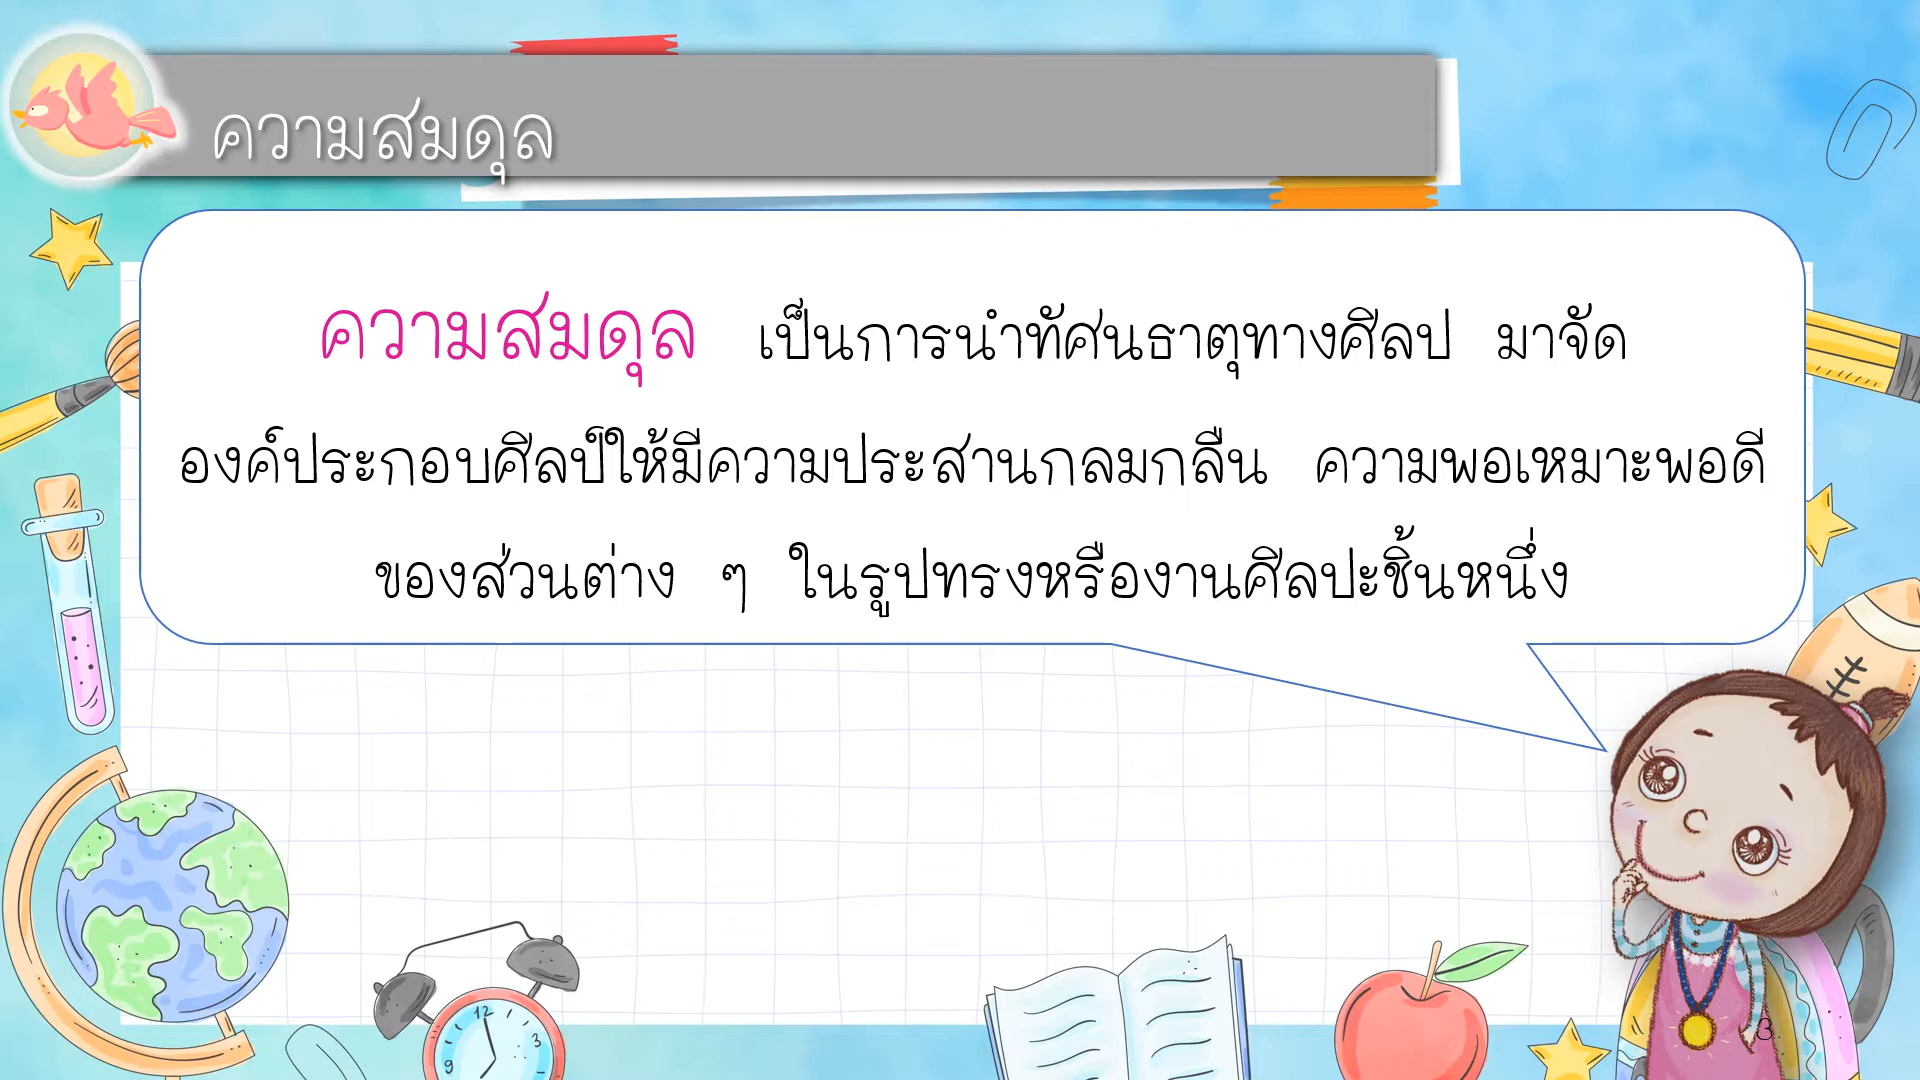 ความสมดุล
ความสมดุล เป็นการนำทัศนธาตุทางศิลป มาจัด
องค์ประกอบศิลป์ให้มีความประสานกลมกลืน ความพอเหมาะพอดี
ของส่วนต่าง ๆ ในรูปทรงหรืองานศิลปะชิ้นหนึ่ง
12
3
9
3